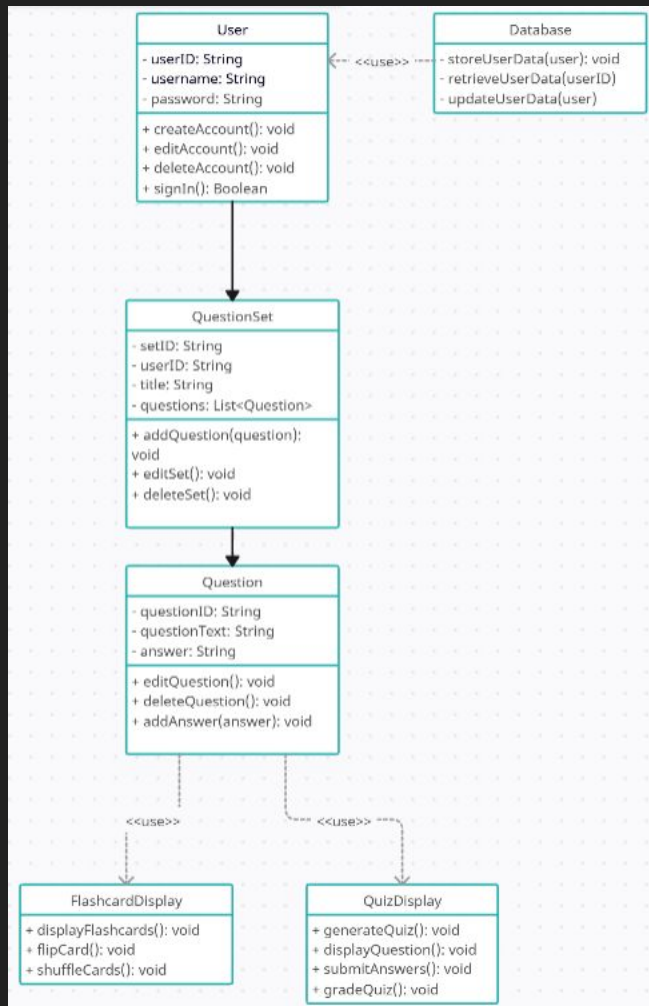 User
- userID: String
- username: String
- password: String
+ createAccount(): void
+ editAccount(): void
+ deleteAccount(): void
+ signIn(): Boolean
<<use>>
Database
- storeUserData(user): void
- retrieveUserData(userID)
- updateUserData(user)
QuestionSet
- setID: String
- userID: String
- title: String
- questions: List<Question>
+ addQuestion(question):
void
+ editSet(): void
+ deleteSet(): void
Question
- questionID: String
- questionText: String
- answer: String
+ editQuestion(): void
+ deleteQuestion(): void
+ addAnswer(answer): void
<<use>>
<<use>>
FlashcardDisplay
+ displayFlashcards(): void
+ flipCard(): void
+ shuffleCards(): void
QuizDisplay
+ generateQuiz(): void
+ displayQuestion(): void
+ submitAnswers(): void
+ gradeQuiz(): void